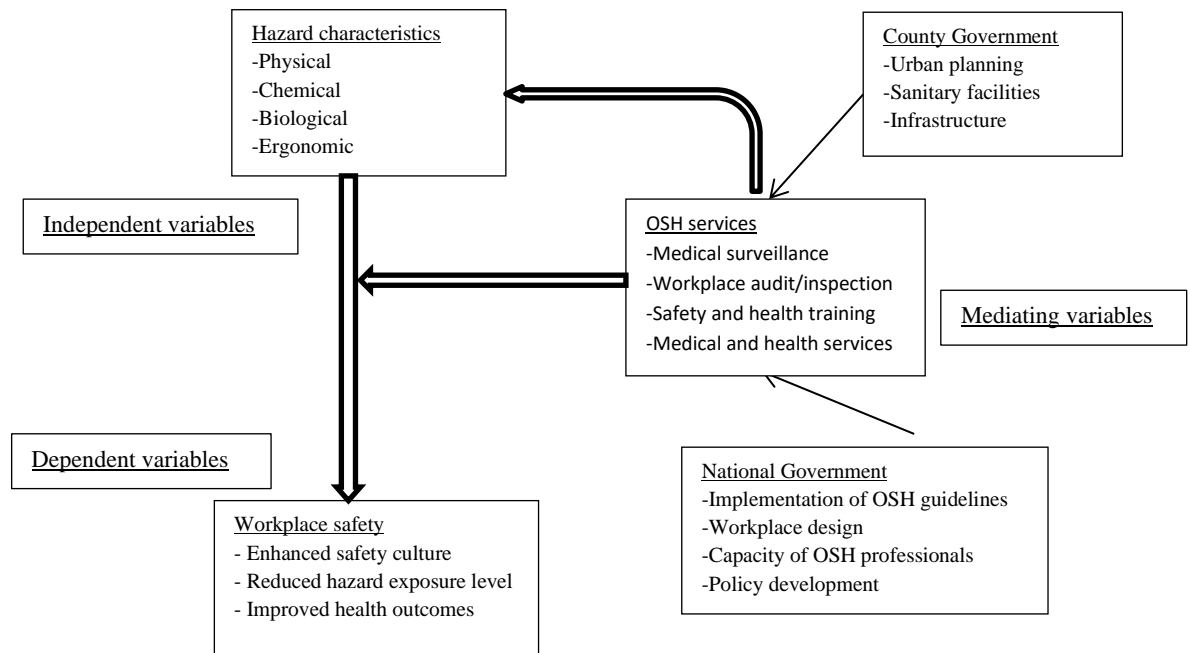 Hazard characteristics
-Physical
-Chemical
-Biological
-Ergonomic
County Government
-Urban planning
-Sanitary facilities
-Infrastructure
Independent variables
OSH services
-Medical surveillance
-Workplace audit/inspection
-Safety and health training
-Medical and health services
Mediating variables
Dependent variables
National Government
-Implementation of OSH guidelines
-Workplace design
-Capacity of OSH professionals
-Policy development
Workplace safety
- Enhanced safety culture
- Reduced hazard exposure level
- Improved health outcomes